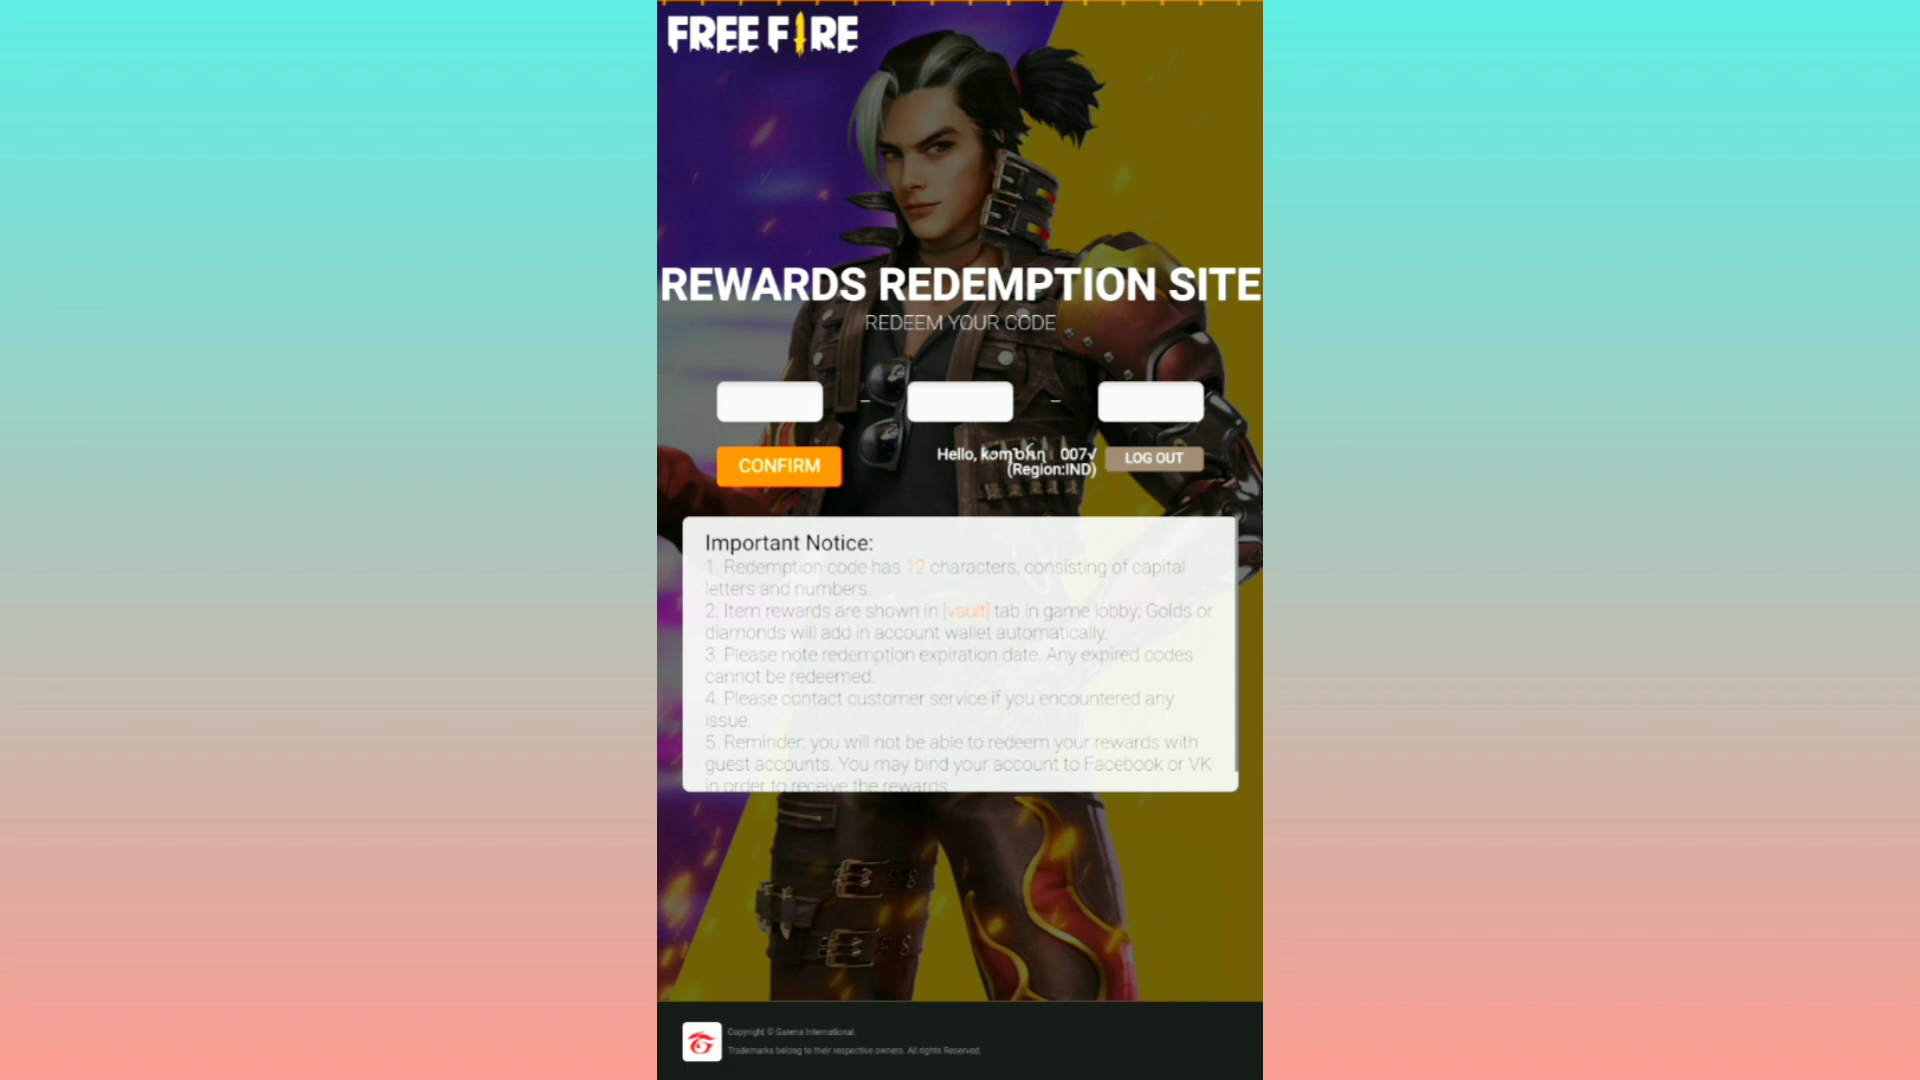 FREE FIRE
REWARDS REDEMPTION SITE
REDEEM YOUR CODE
–
–
CONFIRM
Hello, 007√
(Region:IND)
LOG OUT
Important Notice:
1. Redemption code has 12 characters, consisting of capital
letters and numbers.
2. Item rewards are shown in [vault] tab in game lobby; Golds or
diamonds will add in account wallet automatically.
3. Please note redemption expiration date. Any expired codes
cannot be redeemed.
4. Please contact customer service if you encountered any
issue.
5. Reminder: you will not be able to redeem your rewards with
guest accounts. You may bind your account to Facebook or VK
in order to receive the rewards.
Copyright © Garena International.
Trademarks belong to their respective owners. All rights Reserved.